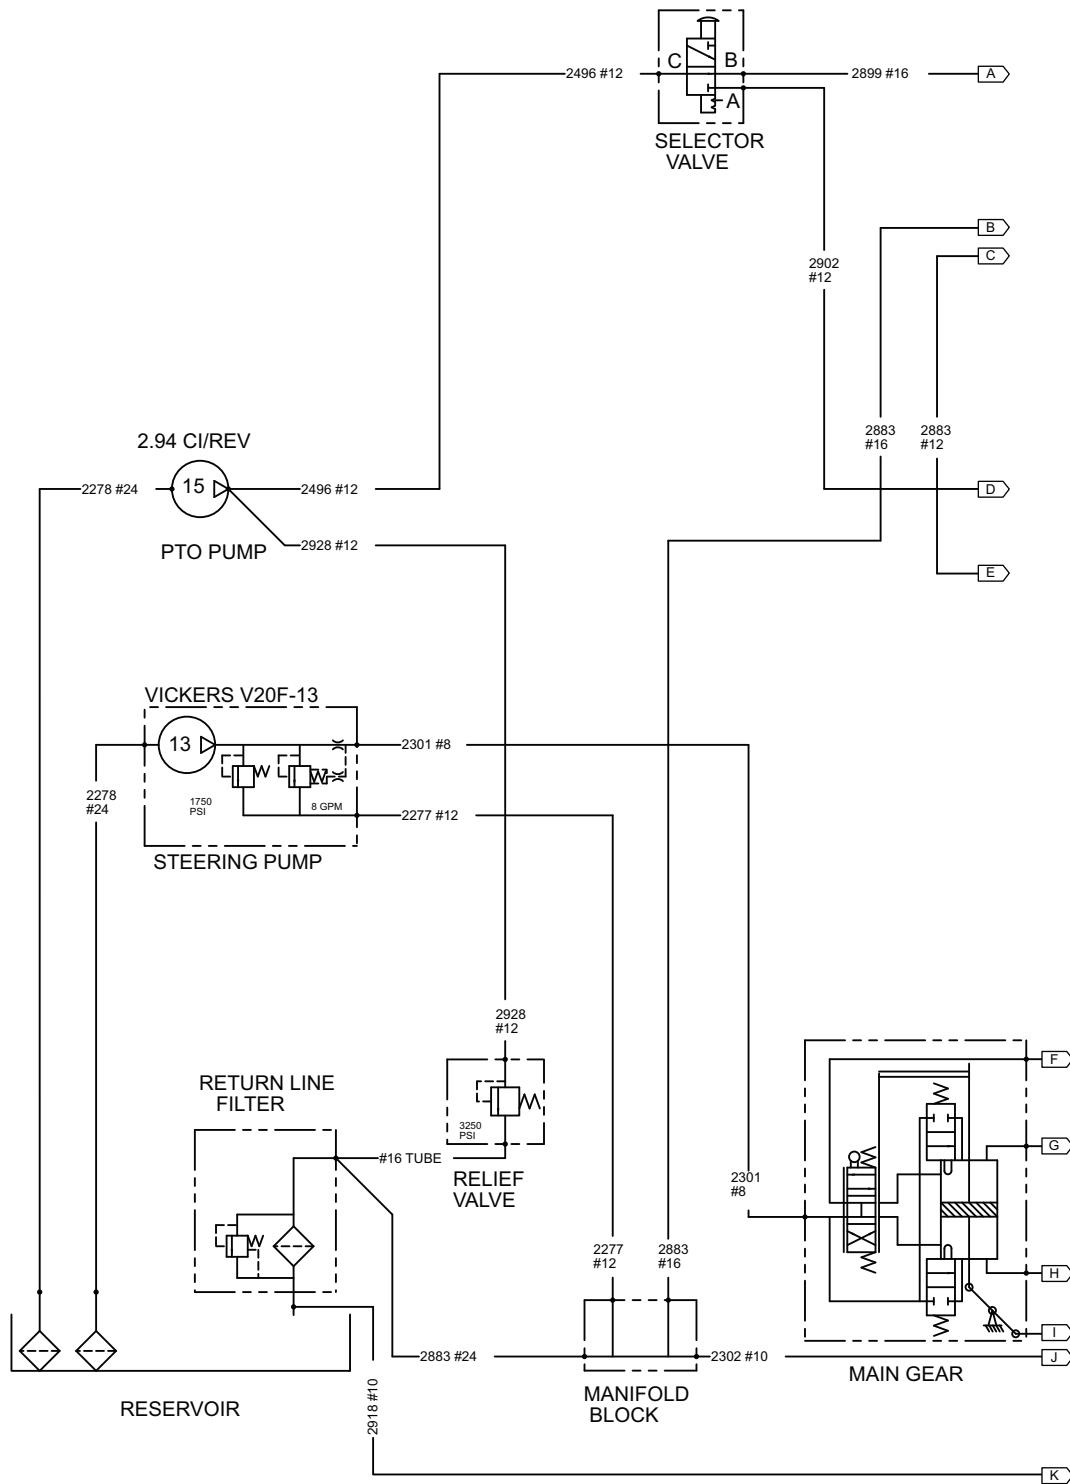 C
B
A
2496 #12
2899 #16
A
SELECTOR
VALVE
B
C
2902
#12
2883
#16
2883
#12
2.94 CI/REV
2278 #24
15
2496 #12
D
PTO PUMP
2928 #12
E
VICKERS V20F-13
13
2301 #8
2278
#24
1750
PSI
8 GPM
2277 #12
STEERING PUMP
2928
#12
RETURN LINE
FILTER
3250
PSI
#16 TUBE
RELIEF
VALVE
2301
#8
F
G
2277
#12
2883
#16
H
I
2883 #24
2302 #10
J
MAIN GEAR
RESERVOIR
2918 #10
MANIFOLD
BLOCK
K